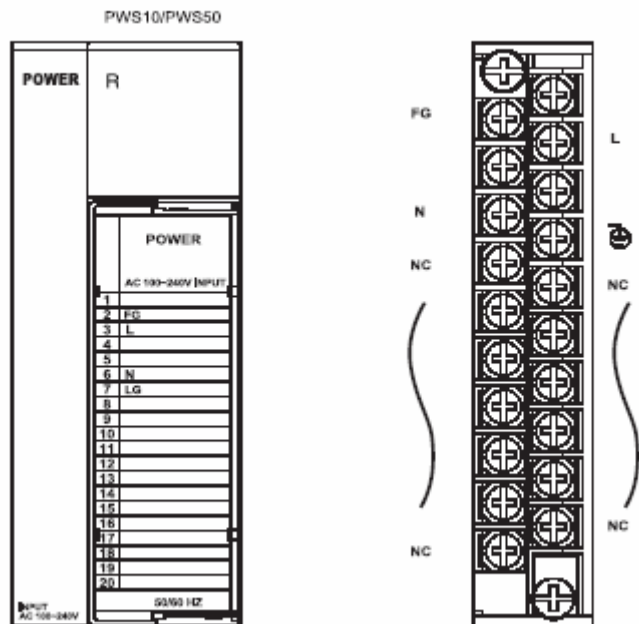 PWS10/PWS50
POWER
R
POWER
AC 100~240V INPUT
1
2 FG
3 L
4
5
6 N
7 LG
8
9
10
11
12
13
14
15
16
17
18
19
20
50/60 HZ
INPUT
AC 100~240V
FG
L
N
NC
NC
NC
NC